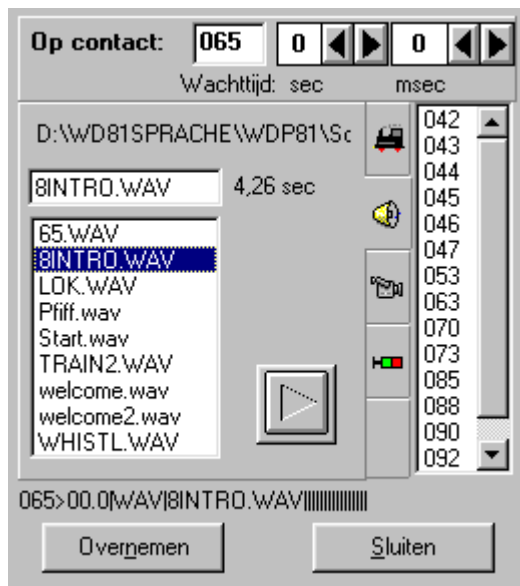 Op contact: 065 0 0
Wachttijd: sec msec
D:\WD81SPRACHE\WDP81\Sc
8INTRO.WAV 4,26 sec
65.WAV
8INTRO.WAV
LOK.WAV
Pfiff.wav
Start.wav
TRAIN2.WAV
welcome.wav
welcome2.wav
WHISTL.WAV
042
043
044
045
046
047
053
063
070
073
085
088
090
092
065>00.0|WAV|8INTRO.WAV|||||||||||||||
Overnemen Sluiten